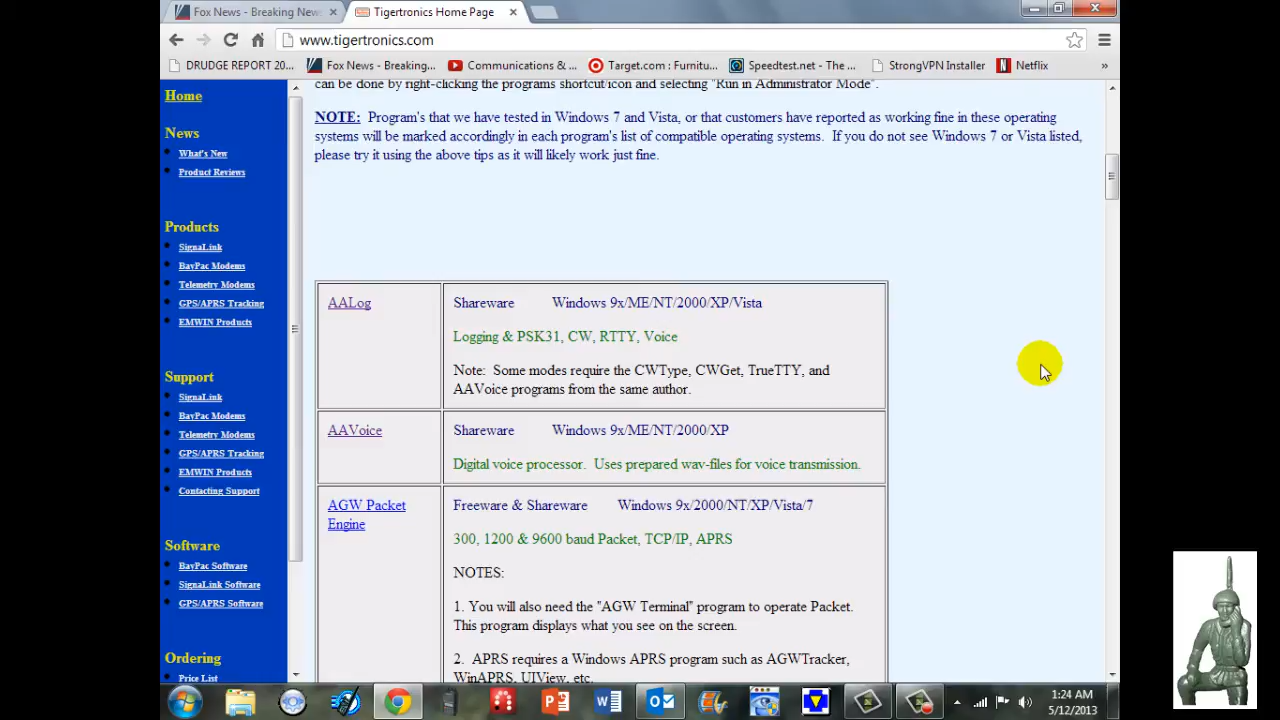 Fox News - Breaking News
Tigertronics Home Page
www.tigertronics.com
DRUDGE REPORT 20...
Fox News - Breaking...
Communications & ...
Target.com : Furnitu...
Speedtest.net - The ...
StrongVPN Installer
Netflix
»
Home
News
What's New
Product Reviews
Products
SignaLink
BayPac Modems
Telemetry Modems
GPS/APRS Tracking
EMWIN Products
Support
SignaLink
BayPac Modems
Telemetry Modems
GPS/APRS Tracking
EMWIN Products
Contacting Support
Software
BayPac Software
SignaLink Software
GPS/APRS Software
Ordering
Price List
can be done by right-clicking the programs shortcut/icon and selecting "Run in Administrator Mode".
NOTE: Program's that we have tested in Windows 7 and Vista, or that customers have reported as working fine in these operating
systems will be marked accordingly in each program's list of compatible operating systems. If you do not see Windows 7 or Vista listed,
please try it using the above tips as it will likely work just fine.
AALog
Shareware Windows 9x/ME/NT/2000/XP/Vista
Logging & PSK31, CW, RTTY, Voice
Note: Some modes require the CWType, CWGet, TrueTTY, and
AAVoice programs from the same author.
AAVoice
Shareware Windows 9x/ME/NT/2000/XP
Digital voice processor. Uses prepared wav-files for voice transmission.
AGW Packet
Engine
Freeware & Shareware Windows 9x/2000/NT/XP/Vista/7
300, 1200 & 9600 baud Packet, TCP/IP, APRS
NOTES:
1. You will also need the "AGW Terminal" program to operate Packet.
This program displays what you see on the screen.
2. APRS requires a Windows APRS program such as AGWTracker,
WinAPRS, UIView, etc.
1:24 AM
5/12/2013